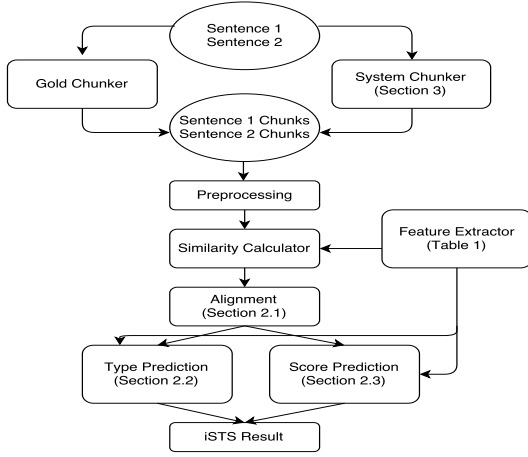 Sentence 1
Sentence 2
Gold Chunker
System Chunker
(Section 3)
Sentence 1 Chunks
Sentence 2 Chunks
Preprocessing
Similarity Calculator
Feature Extractor
(Table 1)
Alignment
(Section 2.1)
Type Prediction
(Section 2.2)
Score Prediction
(Section 2.3)
iSTS Result